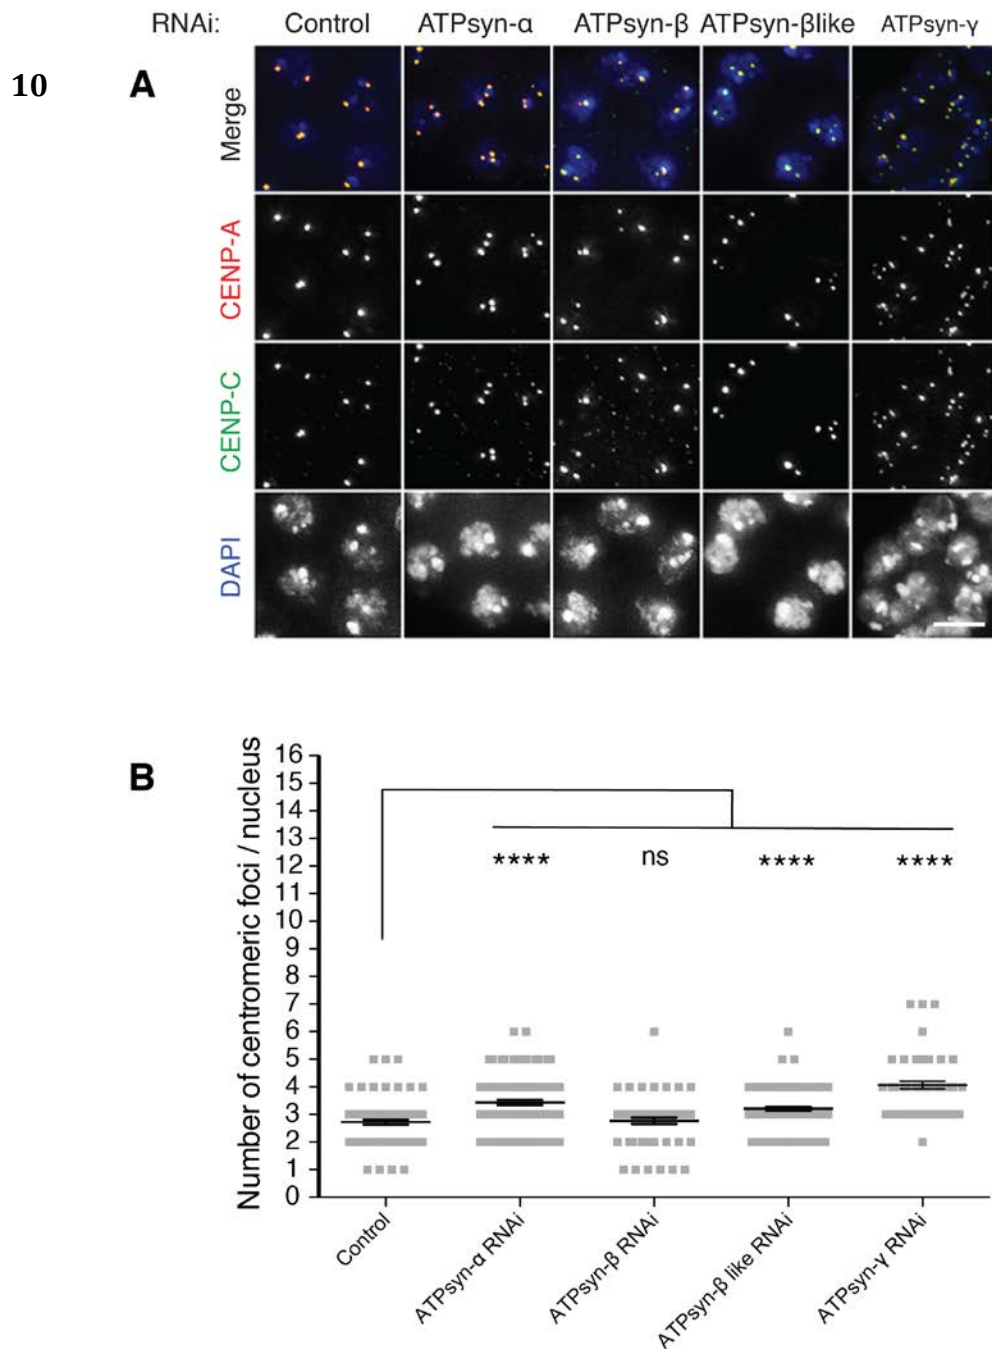 RNAi: Control ATPsyn-α ATPsyn-β ATPsyn-βlike ATPsyn-γ
10 A
Merge
CENP-A
CENP-C
DAPI
B
Number of centromeric foci / nucleus
16
15
14
13
12
11
10
9
8
7
6
5
4
3
2
1
0
**** ns **** ****
Control
ATPsyn-α RNAi
ATPsyn-β RNAi
ATPsyn-β like RNAi
ATPsyn-γ RNAi